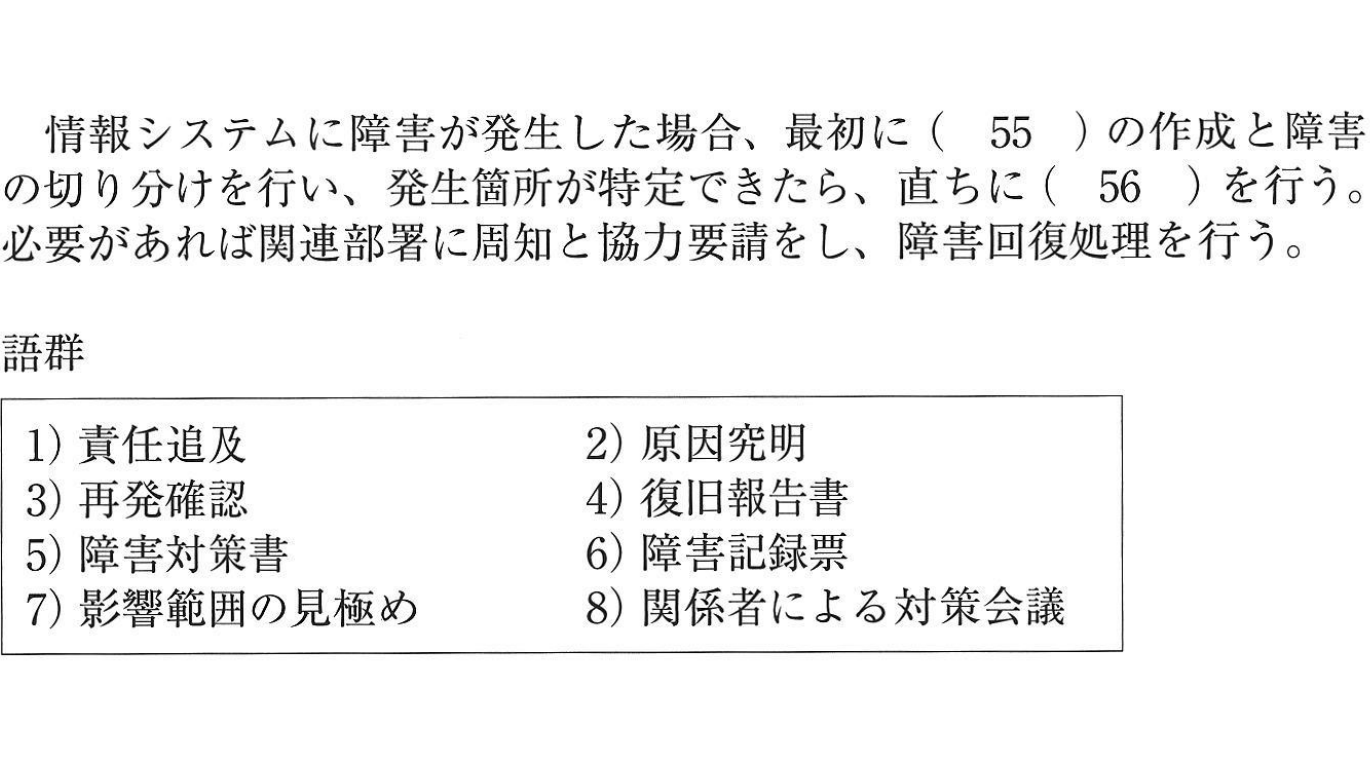 情報システムに障害が発生した場合、最初に（　55　）の作成と障害
の切り分けを行い、発生箇所が特定できたら、直ちに（　56　）を行う。
必要があれば関連部署に周知と協力要請をし、障害回復処理を行う。
語群
1）責任追及　2）原因究明
3）再発確認　4）復旧報告書
5）障害対策書　6）障害記録票
7）影響範囲の見極め　8）関係者による対策会議